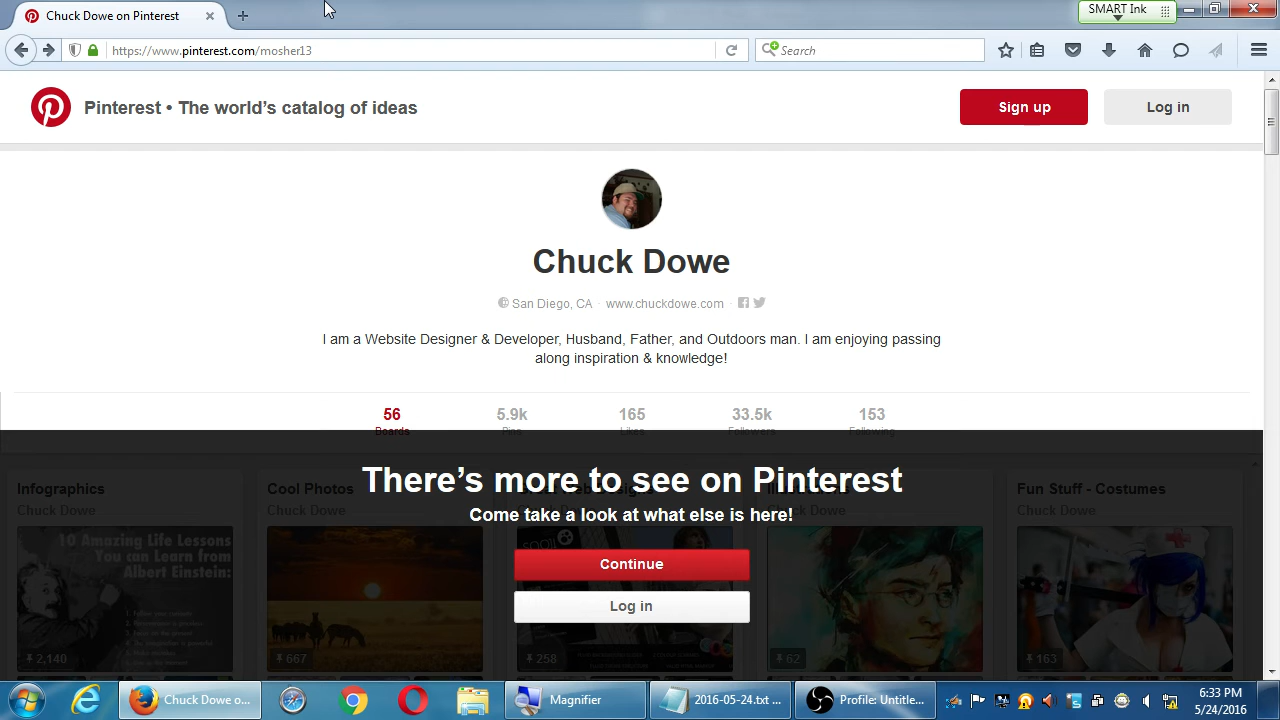 Chuck Dowe on Pinterest
SMART Ink
https://www.pinterest.com/mosher13
Search
Pinterest • The world's catalog of ideas
Sign up
Log in
Chuck Dowe
San Diego, CA · www.chuckdowe.com ·
I am a Website Designer & Developer, Husband, Father, and Outdoors man. I am enjoying passing
along inspiration & knowledge!
56 5.9k 165 33.5k 153
Boards Pins Likes Followers Following
There's more to see on Pinterest
Come take a look at what else is here!
Continue
Log in
Infographics
Chuck Dowe
10 Amazing Life Lessons
You can Learn from
Albert Einstein:
2,140
Cool Photos
Chuck Dowe
667
258
62
Fun Stuff - Costumes
Chuck Dowe
163
Chuck Dowe o...
Magnifier
2016-05-24.txt ...
Profile: Untitle...
6:33 PM
5/24/2016